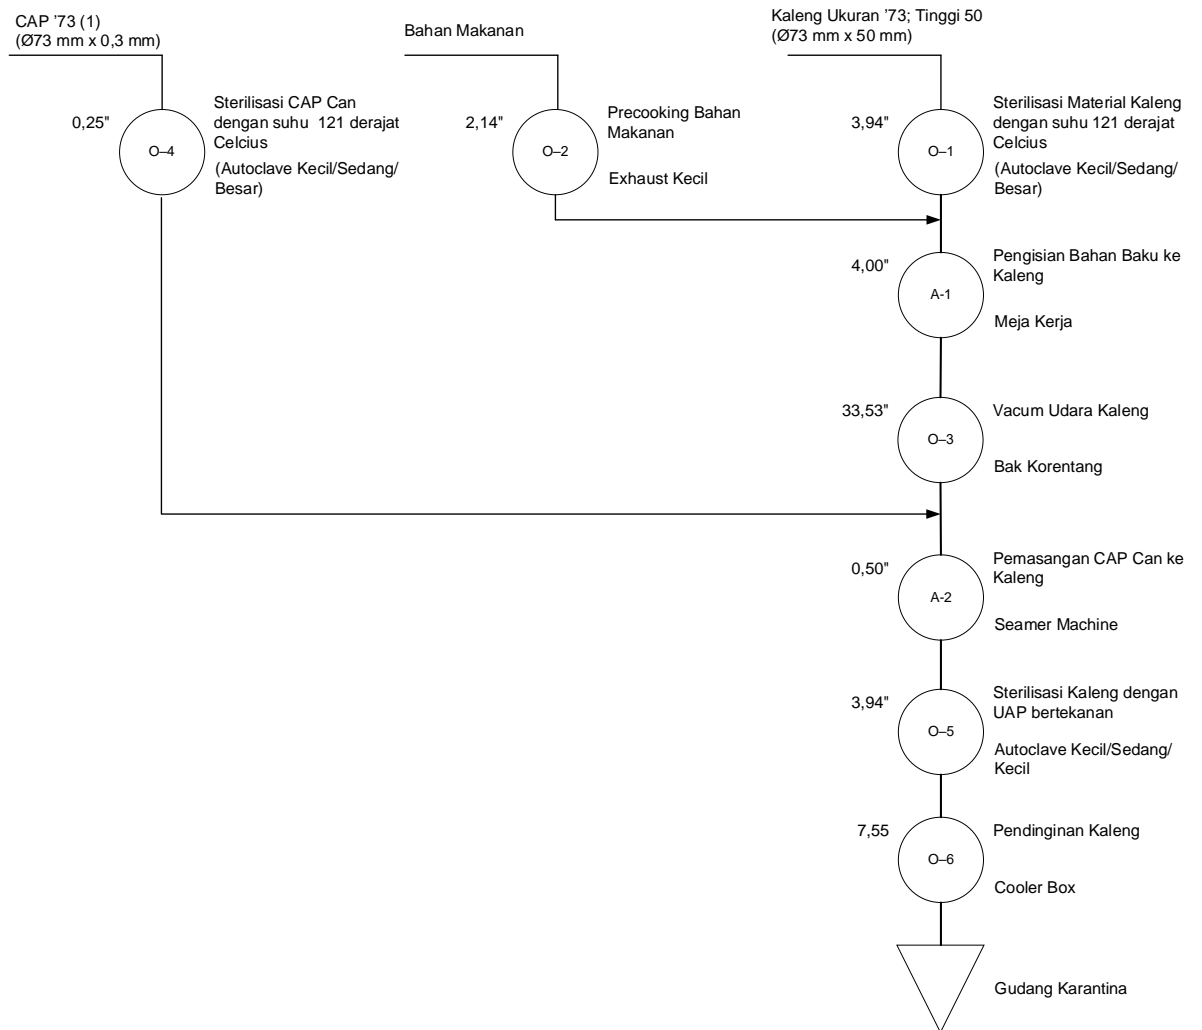 CAP '73 (1)
(Ø73 mm x 0,3 mm)
Bahan Makanan
Kaleng Ukuran '73; Tinggi 50
(Ø73 mm x 50 mm)
0,25"
O–4
Sterilisasi CAP Can
dengan suhu  121 derajat
Celcius
(Autoclave Kecil/Sedang/
Besar)
2,14"
O–2
Precooking Bahan
Makanan
Exhaust Kecil
3,94"
O–1
Sterilisasi Material Kaleng
dengan suhu 121 derajat
Celcius
(Autoclave Kecil/Sedang/
Besar)
4,00"
A-1
Pengisian Bahan Baku ke
Kaleng
Meja Kerja
33,53"
O–3
Vacum Udara Kaleng
Bak Korentang
0,50"
A-2
Pemasangan CAP Can ke
Kaleng
Seamer Machine
3,94"
O–5
Sterilisasi Kaleng dengan
UAP bertekanan
Autoclave Kecil/Sedang/
Kecil
7,55
O–6
Pendinginan Kaleng
Cooler Box
Gudang Karantina